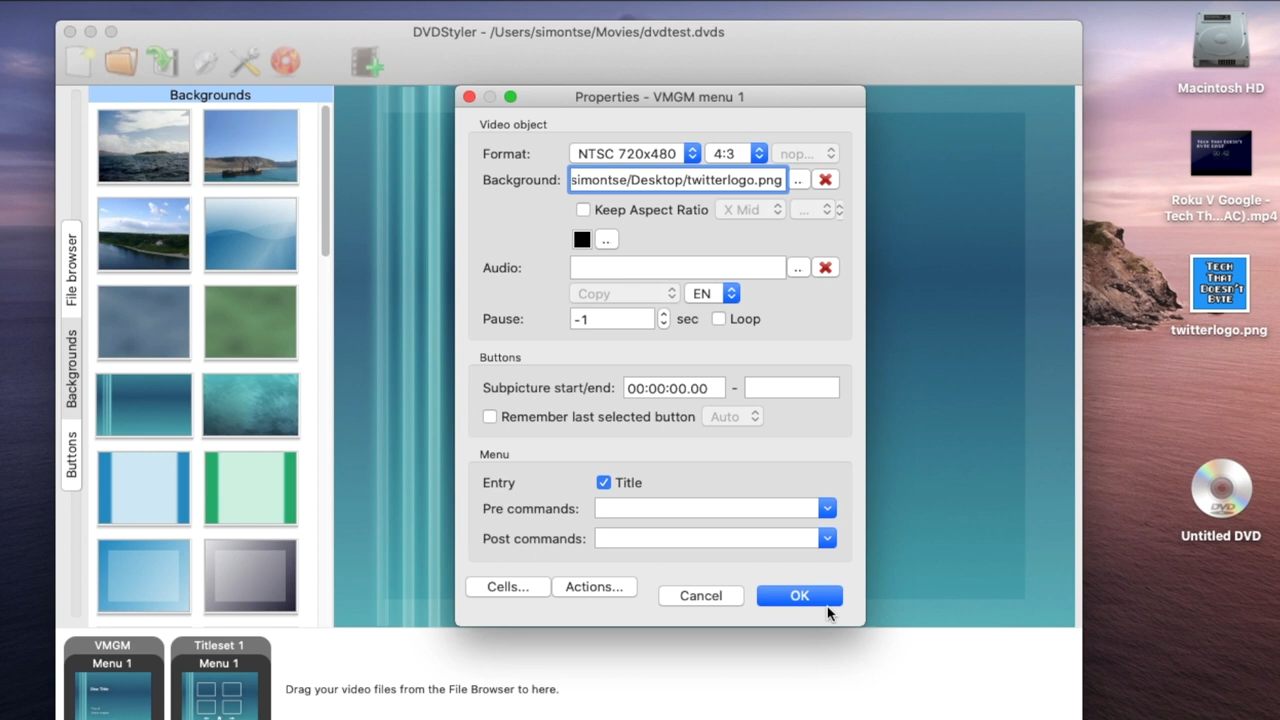 DVDStyler - /Users/simontse/Movies/dvdtest.dvds
Backgrounds
File browser
Backgrounds
Buttons
Properties - VMGM menu 1
Video object
Format: NTSC 720x480 4:3 nop...
Background: simontse/Desktop/twitterlogo.png ..
Keep Aspect Ratio X Mid ...
..
Audio: ..
Copy EN
Pause: -1 sec Loop
Buttons
Subpicture start/end: 00:00:00.00 -
Remember last selected button Auto
Menu
Entry Title
Pre commands:
Post commands:
Cells... Actions... Cancel OK
VMGM
Menu 1
Titleset 1
Menu 1
Drag your video files from the File Browser to here.
Macintosh HD
Roku V Google -
Tech Th...AC).mp4
TECH
THAT
DOESN'T
BYTE
twitterlogo.png
DVD
Untitled DVD